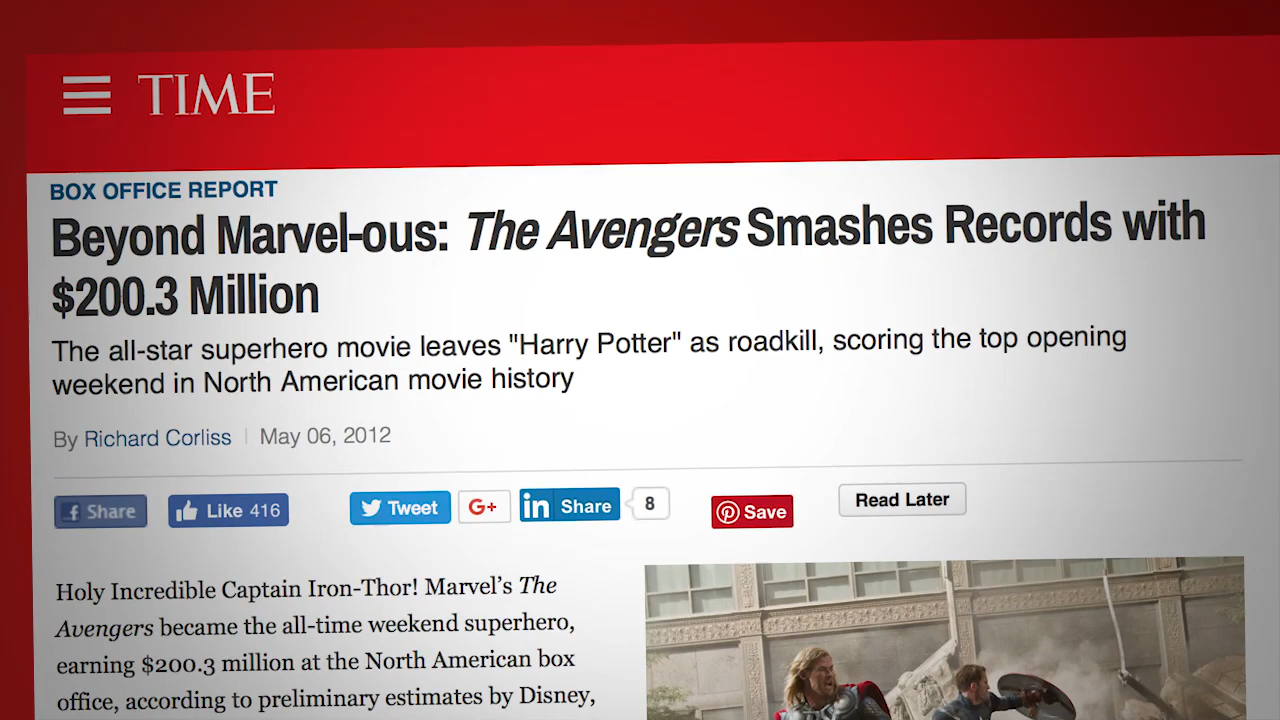 TIME
BOX OFFICE REPORT
Beyond Marvel-ous: The Avengers Smashes Records with
$200.3 Million
The all-star superhero movie leaves "Harry Potter" as roadkill, scoring the top opening
weekend in North American movie history
By Richard Corliss | May 06, 2012
f Share Like 416 Tweet G+ in Share 8 Save Read Later
Holy Incredible Captain Iron-Thor! Marvel’s The
Avengers became the all-time weekend superhero,
earning $200.3 million at the North American box
office, according to preliminary estimates by Disney,